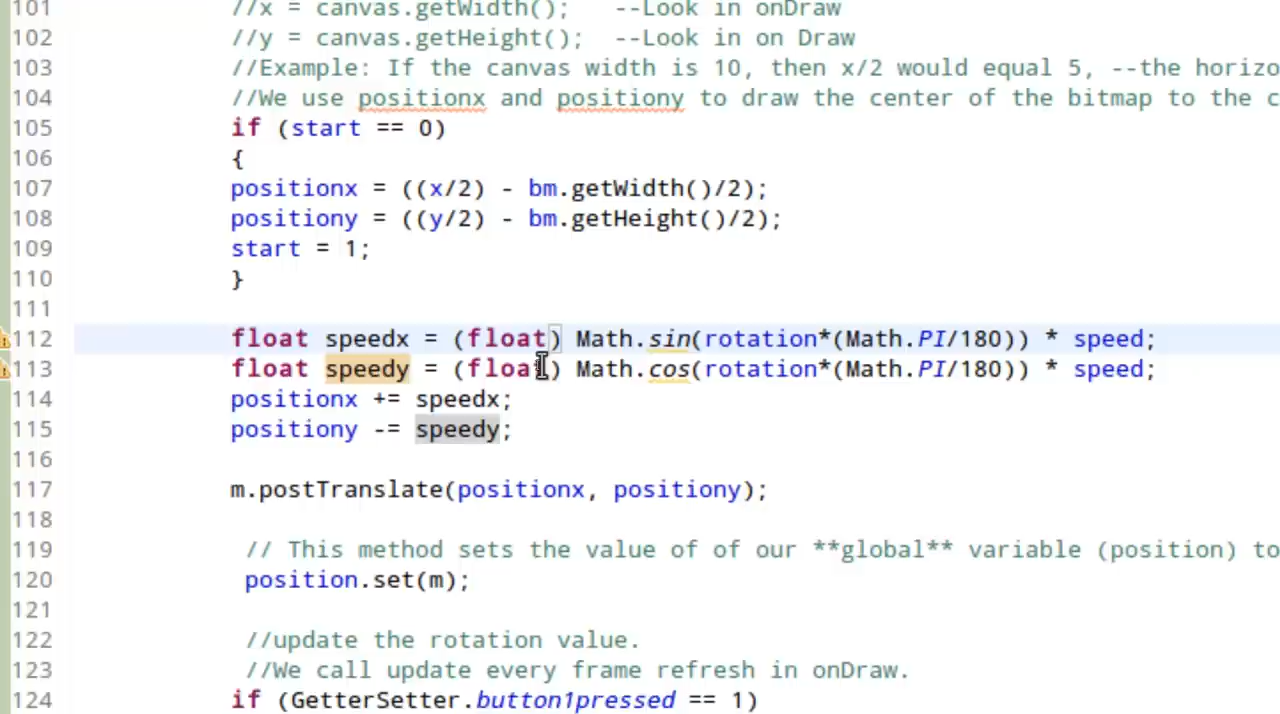 101 //x = canvas.getWidth();   --Look in onDraw
102 //y = canvas.getHeight();  --Look in on Draw
103 //Example: If the canvas width is 10, then x/2 would equal 5, --the
104 //We use positionx and positiony to draw the center of the bitmap to the
105 if (start == 0)
106 {
107 positionx = ((x/2) - bm.getWidth()/2);
108 positiony = ((y/2) - bm.getHeight()/2);
109 start = 1;
110 }
111
112 float speedx = (float) Math.sin(rotation*(Math.PI/180)) * speed;
113 float speedy = (float) Math.cos(rotation*(Math.PI/180)) * speed;
114 positionx += speedx;
115 positiony -= speedy;
116
117 m.postTranslate(positionx, positiony);
118
119 // This method sets the value of of our **global** variable (position) to
120 position.set(m);
121
122 //update the rotation value.
123 //We call update every frame refresh in onDraw.
124 if (GetterSetter.button1pressed == 1)